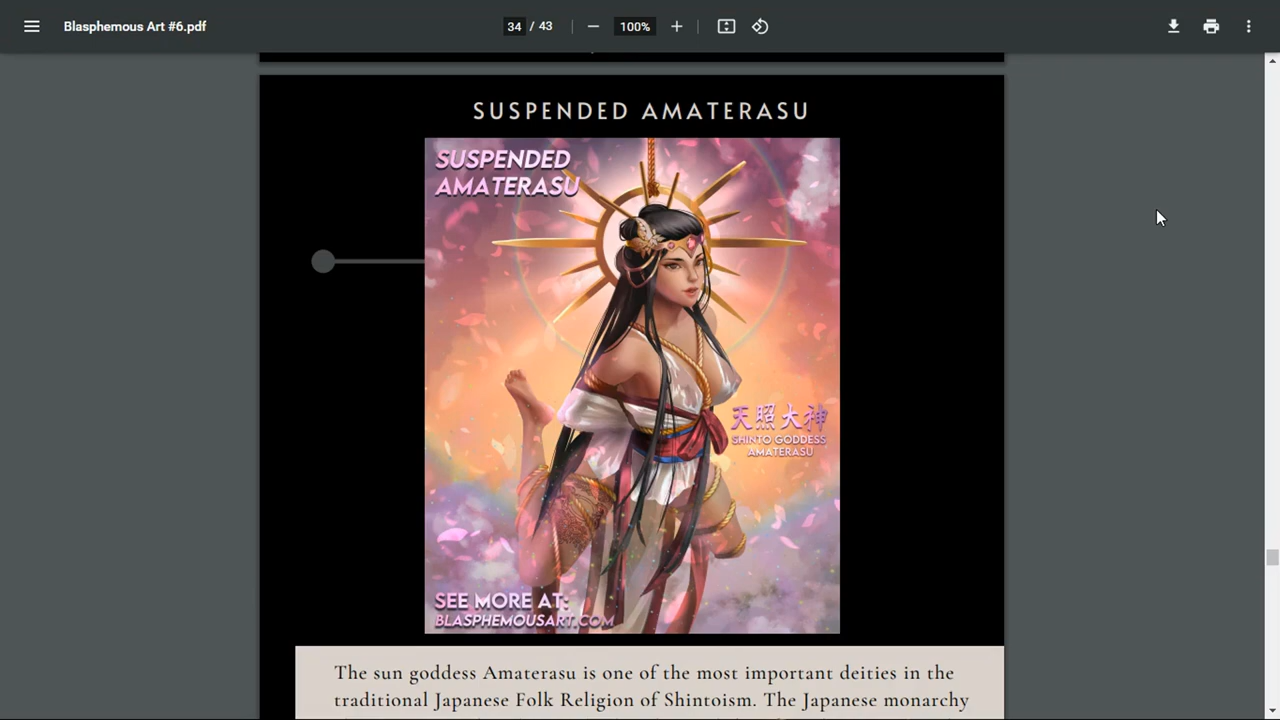 Blasphemous Art #6.pdf
34 / 43
100%
SUSPENDED AMATERASU
SUSPENDED
AMATERASU
天照大神
SHINTO GODDESS
AMATERASU
SEE MORE AT:
BLASPHEMOUSART.COM
The sun goddess Amaterasu is one of the most important deities in the
traditional Japanese Folk Religion of Shintoism. The Japanese monarchy